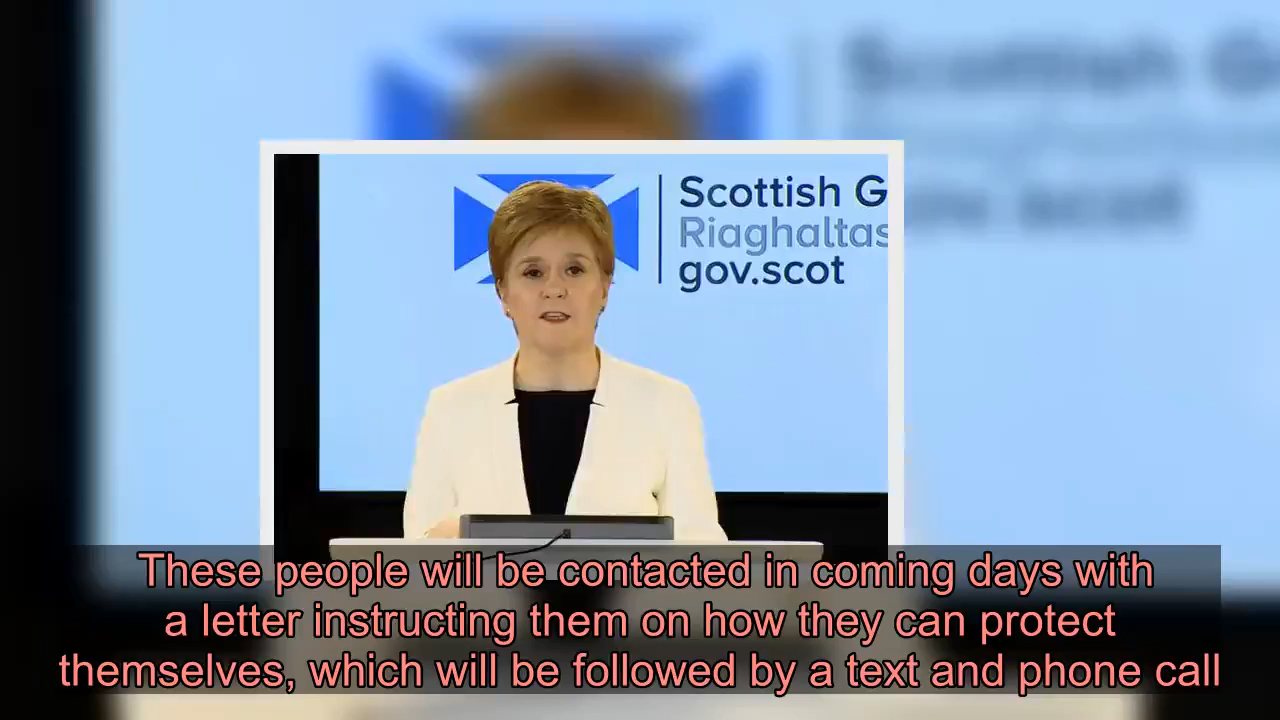 Scottish G
Riaghaltas
gov.scot
These people will be contacted in coming days with
a letter instructing them on how they can protect
themselves, which will be followed by a text and phone call